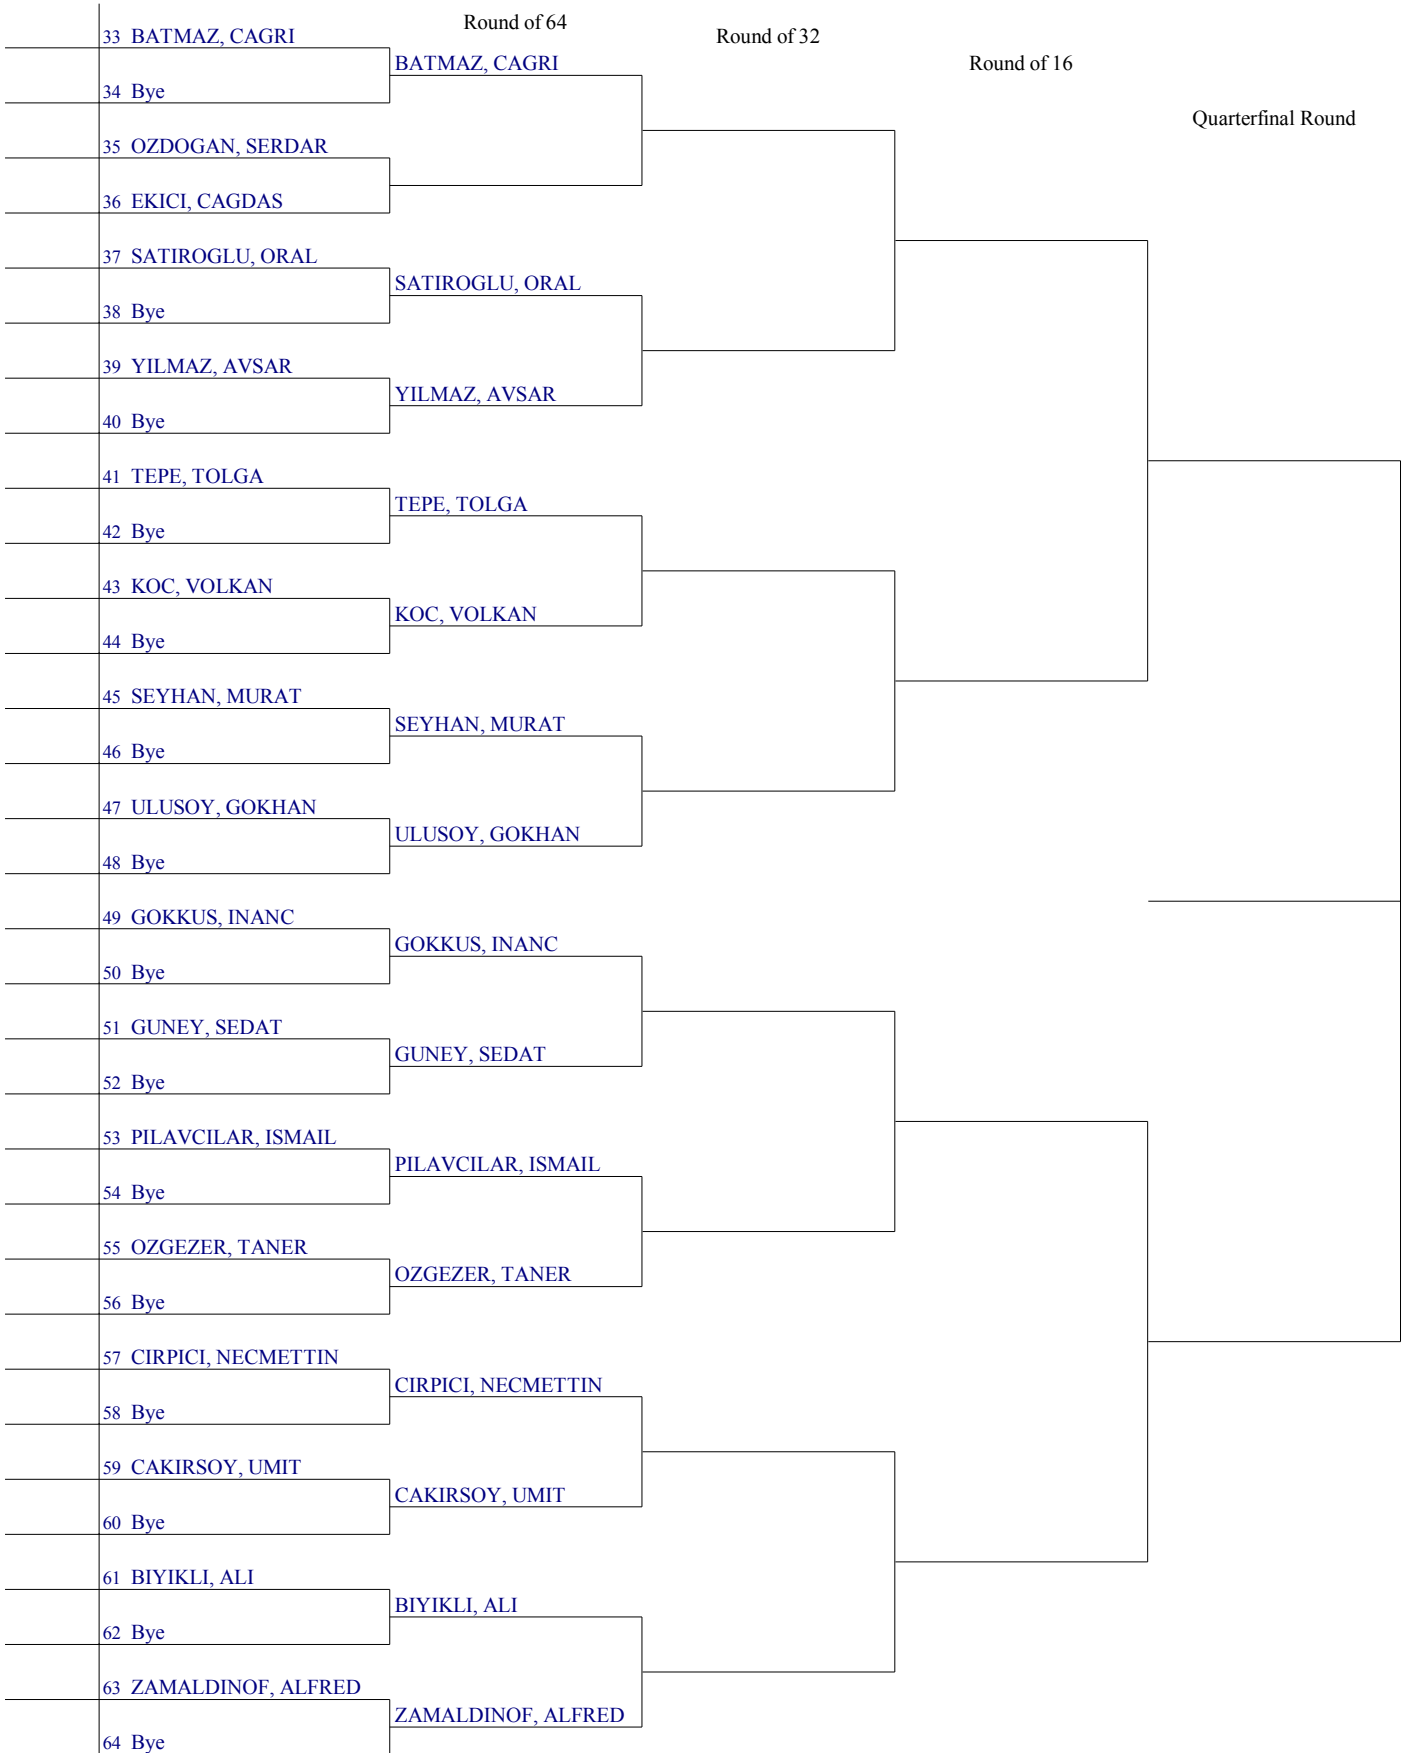 Round of 64
Round of 32
Round of 16
Quarterfinal Round
33 BATMAZ, CAGRI
BATMAZ, CAGRI
34 Bye
35 OZDOGAN, SERDAR
36 EKICI, CAGDAS
37 SATIROGLU, ORAL
SATIROGLU, ORAL
38 Bye
39 YILMAZ, AVSAR
YILMAZ, AVSAR
40 Bye
41 TEPE, TOLGA
TEPE, TOLGA
42 Bye
43 KOC, VOLKAN
KOC, VOLKAN
44 Bye
45 SEYHAN, MURAT
SEYHAN, MURAT
46 Bye
47 ULUSOY, GOKHAN
ULUSOY, GOKHAN
48 Bye
49 GOKKUS, INANC
GOKKUS, INANC
50 Bye
51 GUNEY, SEDAT
GUNEY, SEDAT
52 Bye
53 PILAVCILAR, ISMAIL
PILAVCILAR, ISMAIL
54 Bye
55 OZGEZER, TANER
OZGEZER, TANER
56 Bye
57 CIRPICI, NECMETTIN
CIRPICI, NECMETTIN
58 Bye
59 CAKIRSOY, UMIT
CAKIRSOY, UMIT
60 Bye
61 BIYIKLI, ALI
BIYIKLI, ALI
62 Bye
63 ZAMALDINOF, ALFRED
ZAMALDINOF, ALFRED
64 Bye